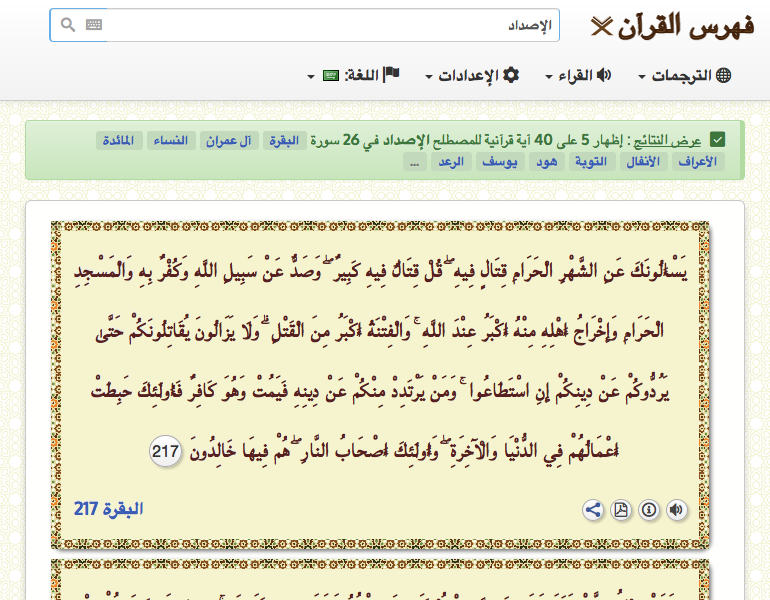 فهرس القرآن
الإصداد
الترجمات
القراء
الإعدادات
اللغة:
عرض النتائج : إظهار 5 على 40 آية قرآنية للمصطلح الإصداد في 26 سورة البقرة آل عمران النساء المائدة
الأعراف الأنفال التوبة هود يوسف الرعد ...
يَسْأَلُونَكَ عَنِ الشَّهْرِ الْحَرَامِ قِتَالٍ فِيهِ ۖ قُلْ قِتَالٌ فِيهِ كَبِيرٌ ۖ وَصَدٌّ عَنْ سَبِيلِ اللَّهِ وَكُفْرٌ بِهِ وَالْمَسْجِدِ
الْحَرَامِ وَإِخْرَاجُ أَهْلِهِ مِنْهُ أَكْبَرُ عِنْدَ اللَّهِ ۚ وَالْفِتْنَةُ أَكْبَرُ مِنَ الْقَتْلِ ۗ وَلَا يَزَالُونَ يُقَاتِلُونَكُمْ حَتَّىٰ
يَرُدُّوكُمْ عَنْ دِينِكُمْ إِنِ اسْتَطَاعُوا ۚ وَمَنْ يَرْتَدِدْ مِنْكُمْ عَنْ دِينِهِ فَيَمُتْ وَهُوَ كَافِرٌ فَأُولَٰئِكَ حَبِطَتْ
أَعْمَالُهُمْ فِي الدُّنْيَا وَالْآخِرَةِ ۖ وَأُولَٰئِكَ أَصْحَابُ النَّارِ ۖ هُمْ فِيهَا خَالِدُونَ 217
البقرة 217